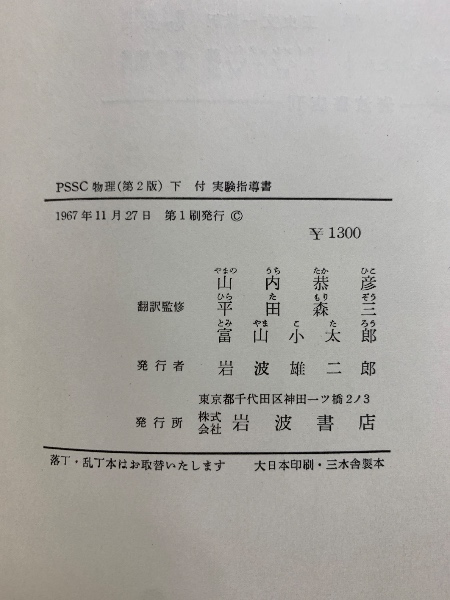 PSSC 物理(第2版) 下　付 実験指導書
1967年11月27日　第1刷発行 ©
¥ 1300
やまの うち たか ひこ
山内恭彦
ひら た もり ぞう
翻訳監修 平田森三
とみ やま こ た ろう
富山小太郎
発行者 岩波雄二郎
東京都千代田区神田一ツ橋2ノ3
発行所 株式会社 岩波書店
落丁・乱丁本はお取替いたします　大日本印刷・三水舎製本